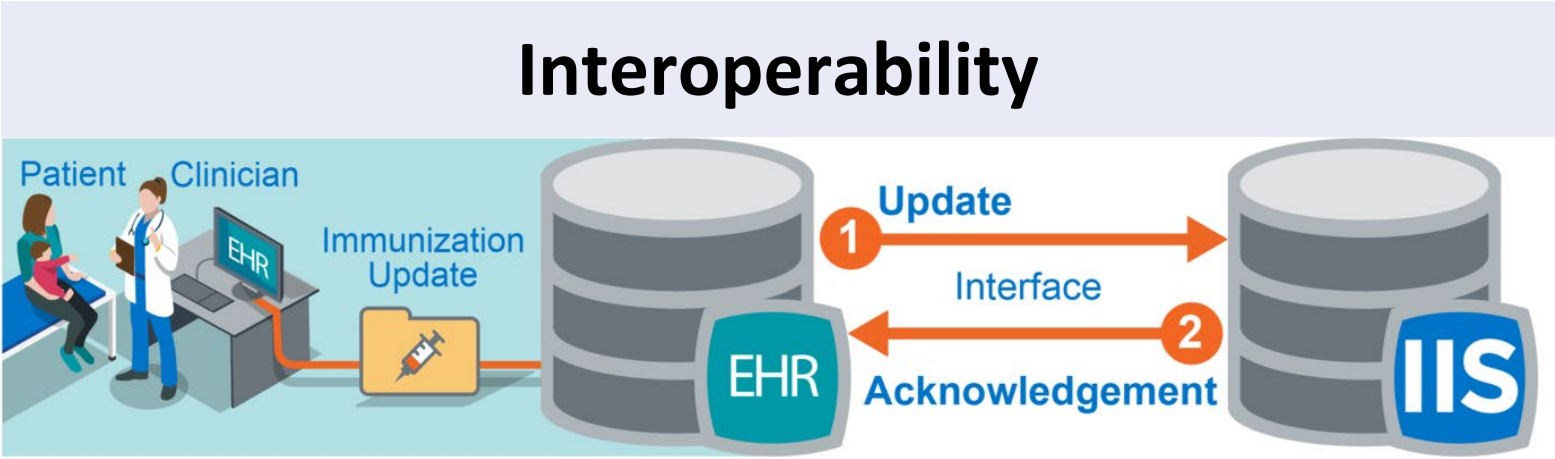 Interoperability
Patient
Clinician
EHR
Immunization
Update
1
Update
Interface
2
Acknowledgement
EHR
IIS